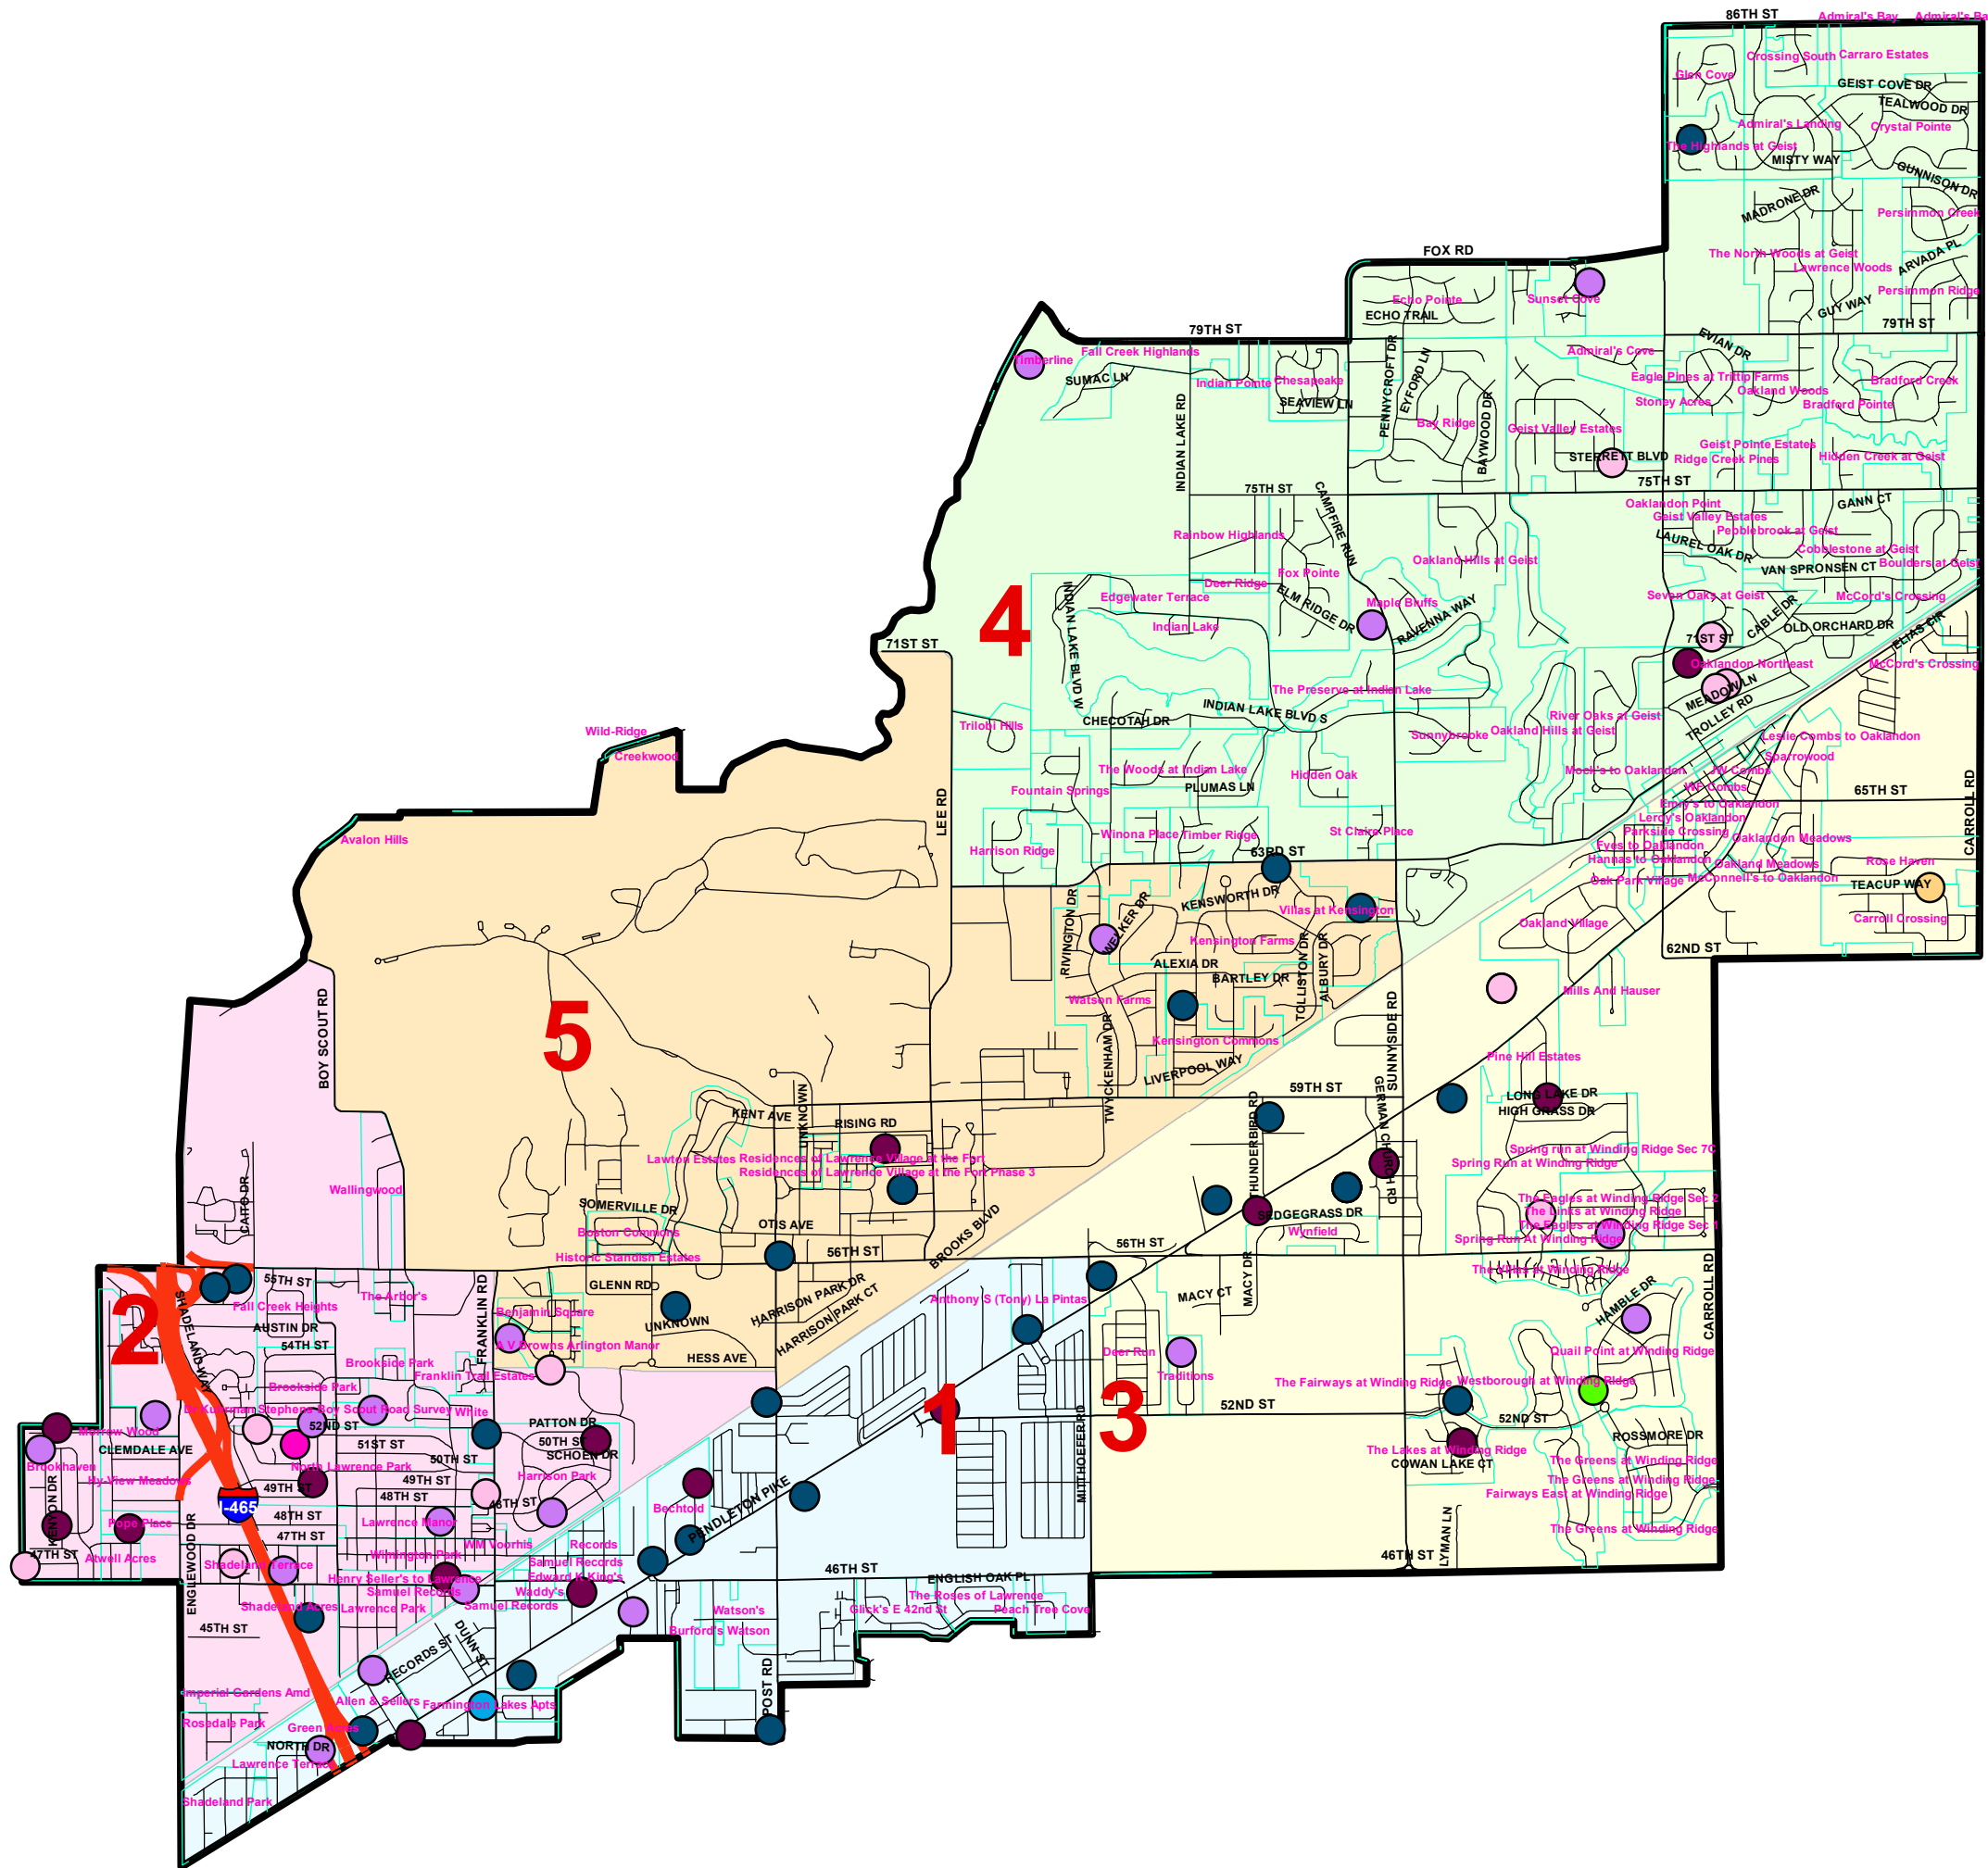 86TH ST
Admiral's Bay
Crossing South
Carraro Estates
Glen Cove
GEIST COVE DR
TEALWOOD DR
Admiral's Landing
Crystal Pointe
The Highlands at Geist
MISTY WAY
GUNNISON DR
MADRONE DR
Persimmon Creek
FOX RD
The North Woods at Geist
Lawrence Woods
ARVADA PL
Persimmon Ridge
Echo Pointe
Sunset Cove
ECHO TRAIL
GUY WAY
79TH ST
79TH ST
Timberline
Fall Creek Highlands
SUMAC LN
Indian Pointe
Chesapeake
SEAVIEW LN
INDIAN LAKE RD
PENNYCROFT DR
EYFORD LN
BAYWOOD DR
Bay Ridge
Admiral's Cove
EVIAN DR
Eagle Pines at Trittip Farms
Oakland Woods
Stoney Acres
Bradford Creek
Bradford Pointe
Geist Valley Estates
STERRETT BLVD
Geist Pointe Estates
Ridge Creek Pines
Hidden Creek at Geist
75TH ST
75TH ST
CAMPFIRE RUN
Oaklandon Point
GANN CT
Geist Valley Estates
Pebblebrook at Geist
LAUREL OAK DR
Cobblestone at Geist
VAN SPRONSEN CT
Boulders at Geist
Rainbow Highlands
Oakland Hills at Geist
Fox Pointe
Deer Ridge
ELM RIDGE DR
Edgewater Terrace
Indian Lake
INDIAN LAKE BLVD W
Maple Bluffs
RAVENNA WAY
Seven Oaks at Geist
McCord's Crossing
CABLE DR
OLD ORCHARD DR
ELIAS CIR
71ST ST
4
71ST ST
Oaklandon Northeast
McCord's Crossing
MEADOW LN
TROLLEY RD
The Preserve at Indian Lake
INDIAN LAKE BLVD S
CHECOTAH DR
Trilobi Hills
River Oaks at Geist
Oakland Hills at Geist
Sunnybrooke
Leslie Combs to Oaklandon
Wild-Ridge
Creekwood
Sparrowood
The Woods at Indian Lake
Hidden Oak
Mock's to Oaklandon
JW Combs
WF Combs
PLUMAS LN
Fountain Springs
65TH ST
CARROLL RD
LEE RD
Emry's to Oaklandon
Leroy's Oaklandon
Parkside Crossing
Winona Place
Timber Ridge
St Claire Place
Oaklandon Meadows
Avalon Hills
Harrison Ridge
63RD ST
Eyes to Oaklandon
Hannas to Oaklandon
Oakland Meadows
Rose Haven
Oak Park Village
McConnell's to Oaklandon
TEACUP WAY
RIVINGTON DR
WELKER DR
KENSWORTH DR
Villas at Kensington
Oakland Village
Carroll Crossing
62ND ST
Kensington Farms
TOLLISTON DR
ALBURY DR
ALEXIA DR
BARTLEY DR
Mills And Hauser
Watson Farms
5
BOY SCOUT RD
Kensington Commons
TWYCKENHAM DR
LIVERPOOL WAY
SUNNYSIDE RD
Pine Hill Estates
59TH ST
LONG LAKE DR
HIGH GRASS DR
KENT AVE
UNKNOWN
RISING RD
THUNDERBIRD RD
GERMAN CHURCH RD
Lawton Estates
Residences of Lawrence Village at the Fort
Residences of Lawrence Village at the Fort Phase 3
Spring run at Winding Ridge Sec 7C
Spring Run at Winding Ridge
Wallingwood
CAITO DR
SOMERVILLE DR
OTIS AVE
BROOKS BLVD
SEDGEGRASS DR
Wynfield
The Eagles at Winding Ridge Sec 2
The Links at Winding Ridge
The Eagles at Winding Ridge Sec 1
Spring Run At Winding Ridge
Boston Commons
Historic Standish Estates
56TH ST
56TH ST
The Villas at Winding Ridge
CARROLL RD
2
SHADELAND WAY
55TH ST
Fall Creek Heights
The Arbor's
AUSTIN DR
54TH ST
FRANKLIN RD
GLENN RD
Benjamin Square
UNKNOWN
HARRISON PARK DR
HARRISON PARK CT
Anthony S (Tony) La Pintas
MACY CT
MACY DR
HAMBLE DR
A V Browns Arlington Manor
HESS AVE
Brookside Park
Franklin Trail Estates
Deer Run
Traditions
Quail Point at Winding Ridge
Brookside Park
The Fairways at Winding Ridge
Westborough at Winding Ridge
Dr Kuhrman Stephens Boy Scout Road Survey
White
1
3
52ND ST
52ND ST
52ND ST
Morrow Wood
CLEMDALE AVE
51ST ST
PATTON DR
50TH ST
SCHOEN DR
ROSSMORE DR
The Lakes at Winding Ridge
COWAN LAKE CT
The Greens at Winding Ridge
Brookhaven
Hy-View Meadows
North Lawrence Park
50TH ST
49TH ST
49TH ST
Harrison Park
The Greens at Winding Ridge
Fairways East at Winding Ridge
KENYON DR
I-465
48TH ST
48TH ST
48TH ST
Bechtold
PENDLETON PIKE
MITTHOEFER RD
Pope Place
Lawrence Manor
The Greens at Winding Ridge
47TH ST
47TH ST
Atwell Acres
ENGLEWOOD DR
Shadeland Terrace
Wilmington Park
WM Voorhis
Records
Samuel Records
46TH ST
46TH ST
LYMAN LN
Henry Seller's to Lawrence
Edward K King's
Samuel Records
Waddy's
ENGLISH OAK PL
The Roses of Lawrence
Shadeland Acres
Lawrence Park
Samuel Records
Watson's
Glick's E 42nd St
Peach Tree Cove
45TH ST
Burford's Watson
RECORDS ST
DUNN ST
Imperial Gardens Amd
Allen & Sellers
Farmington Lakes Apts
POST RD
Rosedale Park
Green Acres
NORTH DR
Lawrence Terrace
Shadeland Park